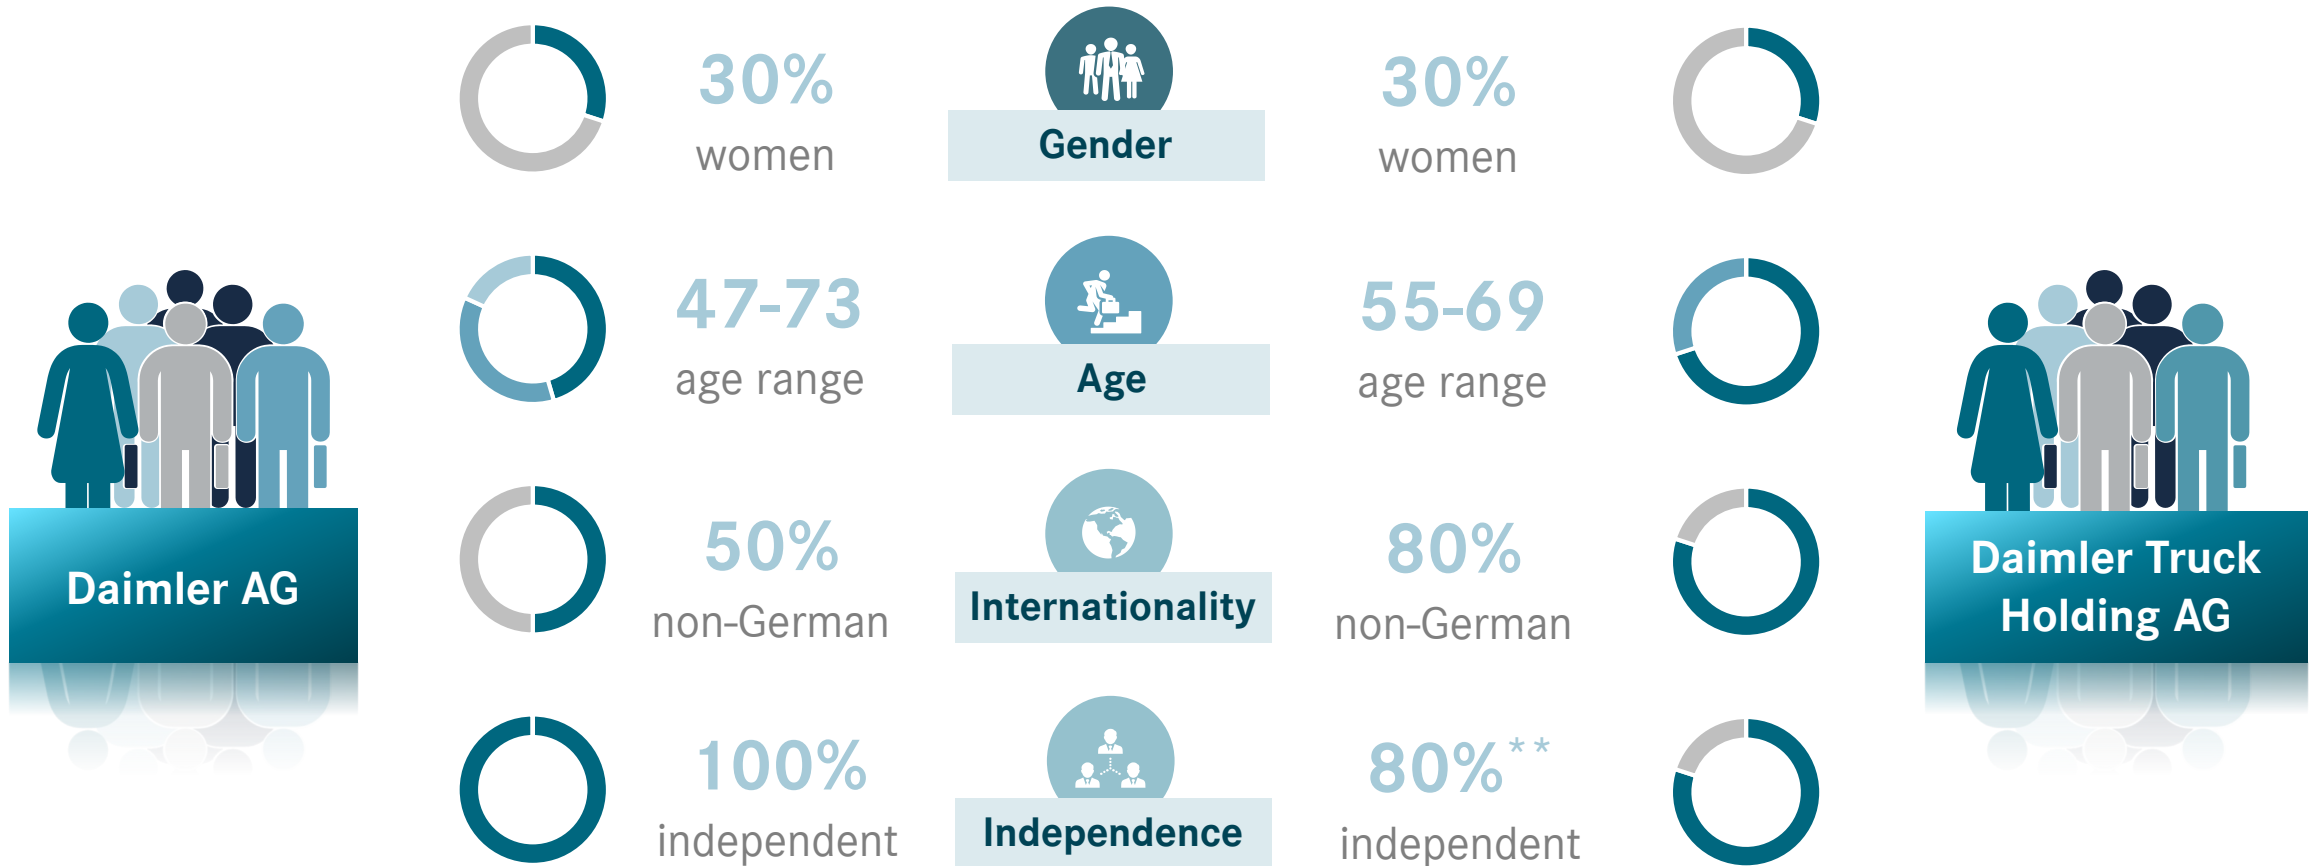 30%
women
Gender
30%
women
47-73
age range
Age
55-69
age range
50%
non-German
Internationality
80%
non-German
100%
independent
Independence
80%**
independent
Daimler AG
Daimler Truck
Holding AG